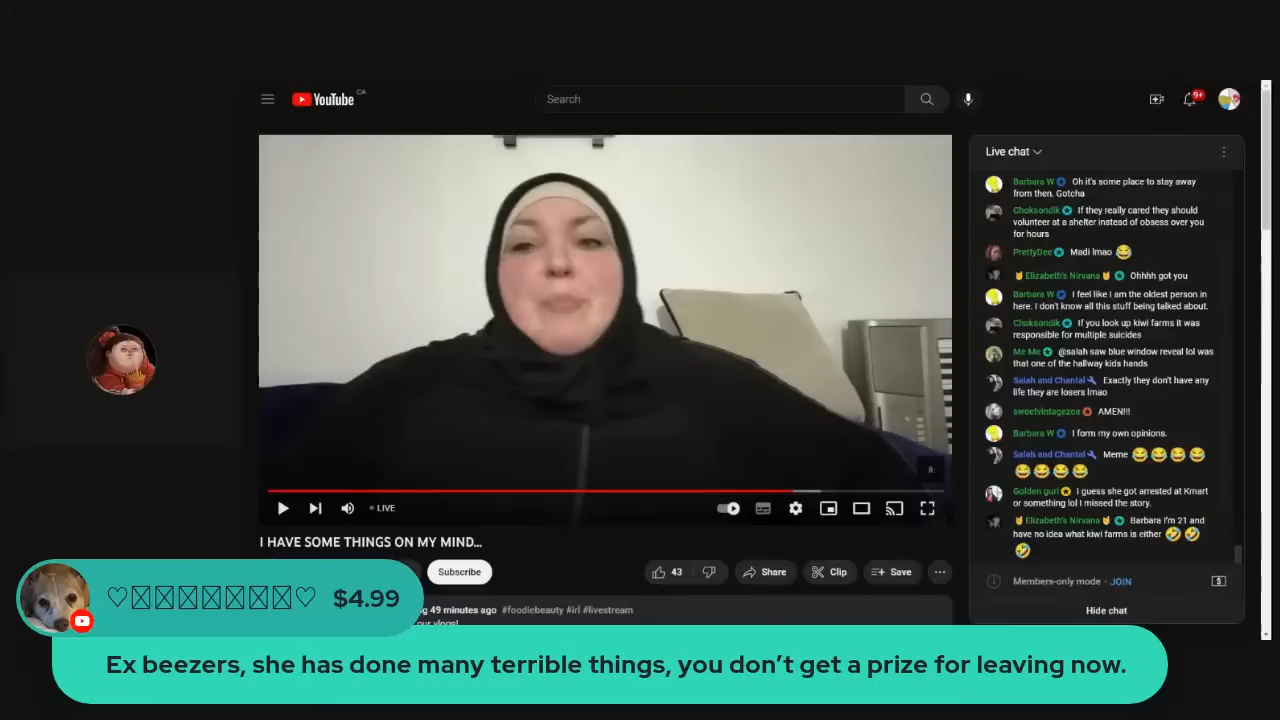 YouTube CA
Search
9+
Live chat
Barbara W Oh it's some place to stay away
from then. Gotcha
Choksondik If they really cared they should
volunteer at a shelter instead of obsess over you
for hours
PrettyDee Madi lmao 😂
🤘 Elizabeth's Nirvana 🤘 Ohhhh got you
Barbara W I feel like I am the oldest person in
here. I don't know all this stuff being talked about.
Choksondik If you look up kiwi farms it was
responsible for multiple suicides
Me Me @salah saw blue window reveal lol was
that one of the hallway kids hands
Salah and Chantal Exactly they don't have any
life they are losers lmao
sweetvintagezoe AMEN!!!
Barbara W I form my own opinions.
Salah and Chantal Meme 😂😂😂😂
😂😂😂😂
Golden gurl I guess she got arrested at Kmart
or something lol I missed the story.
🤘 Elizabeth's Nirvana 🤘 Barbara I'm 21 and
have no idea what kiwi farms is either 🤣🤣
🤣
Members-only mode · JOIN
Hide chat
LIVE
I HAVE SOME THINGS ON MY MIND...
Subscribe
43
Share
Clip
Save
49 minutes ago #foodiebeauty #irl #livestream
vlogs!
$4.99
Ex beezers, she has done many terrible things, you don't get a prize for leaving now.